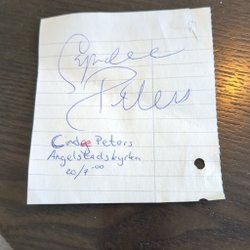 Cyndee
Peters
Cyndee Peters
Angelstadskyrkan
20/7 -00